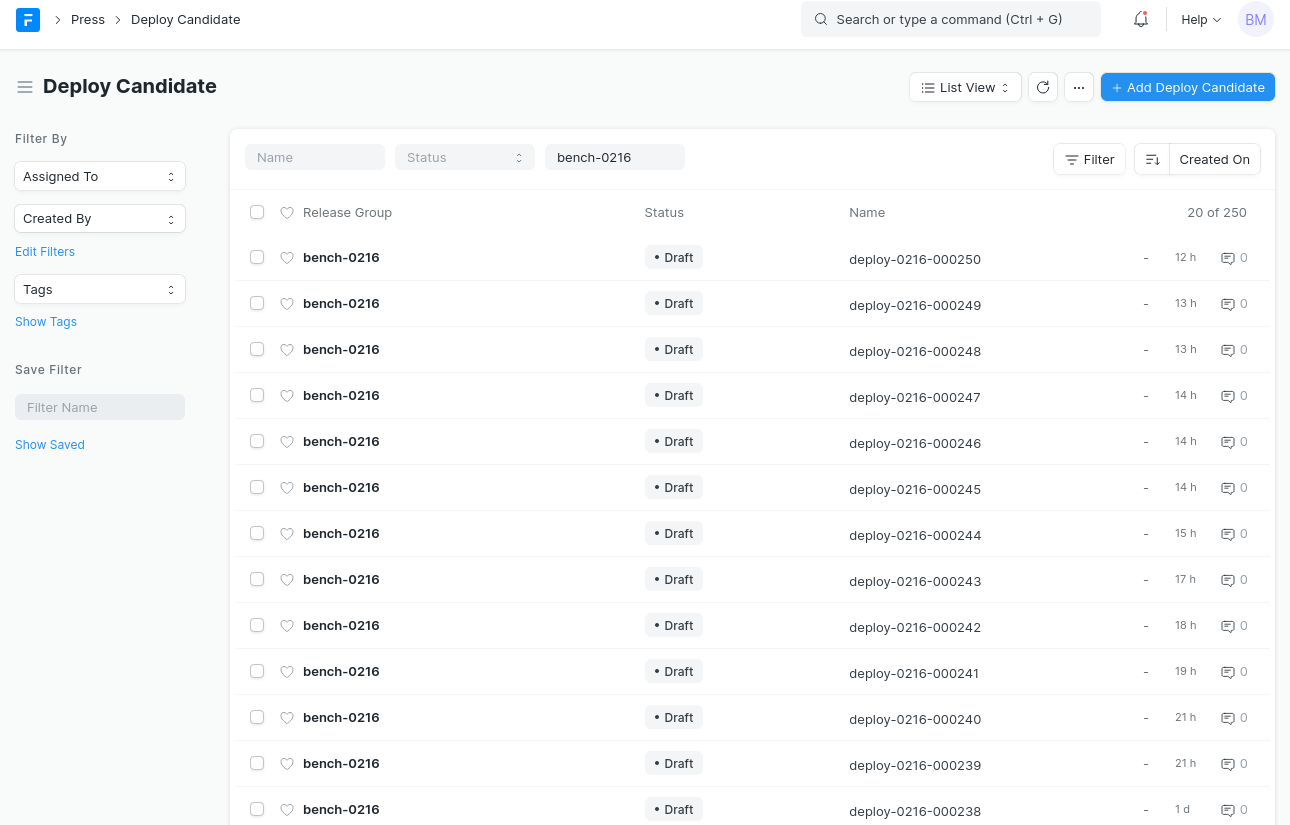 Press
Deploy Candidate
Search or type a command (Ctrl + G)
Help
BM
Deploy Candidate
List View
Add Deploy Candidate
Filter By
Assigned To
Created By
Edit Filters
Tags
Show Tags
Save Filter
Filter Name
Show Saved
Name Status bench-0216 Filter Created On
Release Group Status Name 20 of 250
bench-0216 • Draft deploy-0216-000250 - 12 h 0
bench-0216 • Draft deploy-0216-000249 - 13 h 0
bench-0216 • Draft deploy-0216-000248 - 13 h 0
bench-0216 • Draft deploy-0216-000247 - 14 h 0
bench-0216 • Draft deploy-0216-000246 - 14 h 0
bench-0216 • Draft deploy-0216-000245 - 14 h 0
bench-0216 • Draft deploy-0216-000244 - 15 h 0
bench-0216 • Draft deploy-0216-000243 - 17 h 0
bench-0216 • Draft deploy-0216-000242 - 18 h 0
bench-0216 • Draft deploy-0216-000241 - 19 h 0
bench-0216 • Draft deploy-0216-000240 - 21 h 0
bench-0216 • Draft deploy-0216-000239 - 21 h 0
bench-0216 • Draft deploy-0216-000238 - 1 d 0